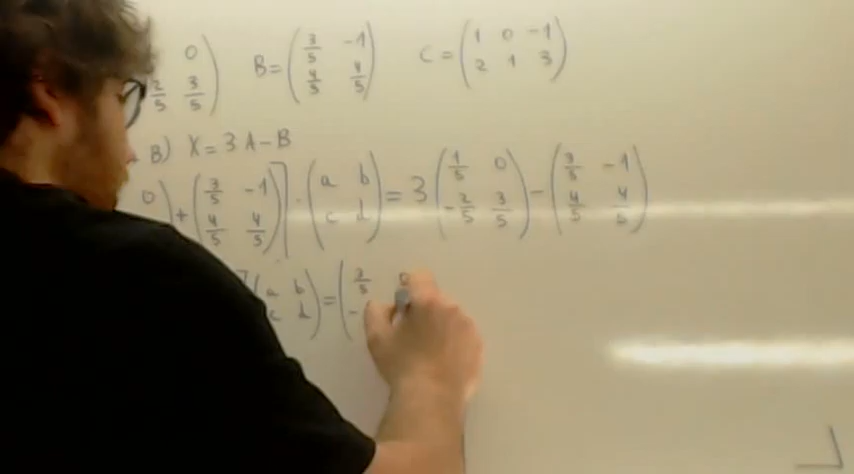 0 B = ( 3/5 -1 ) C = ( 1 0 -1 )
2/5 3/5 ) ( 4/5 4/5 ) ( 2 1 3 )
B) X = 3 A - B
0 ) + ( 3/5 -1 ) ] · ( a b ) = 3 ( 1/5 0 ) - ( 3/5 -1 )
( 4/5 4/5 ) ( c d ) ( -2/5 3/5 ) ( 4/5 4/5 )
] ( a b ) = ( 3/5 0
c d ) ( -